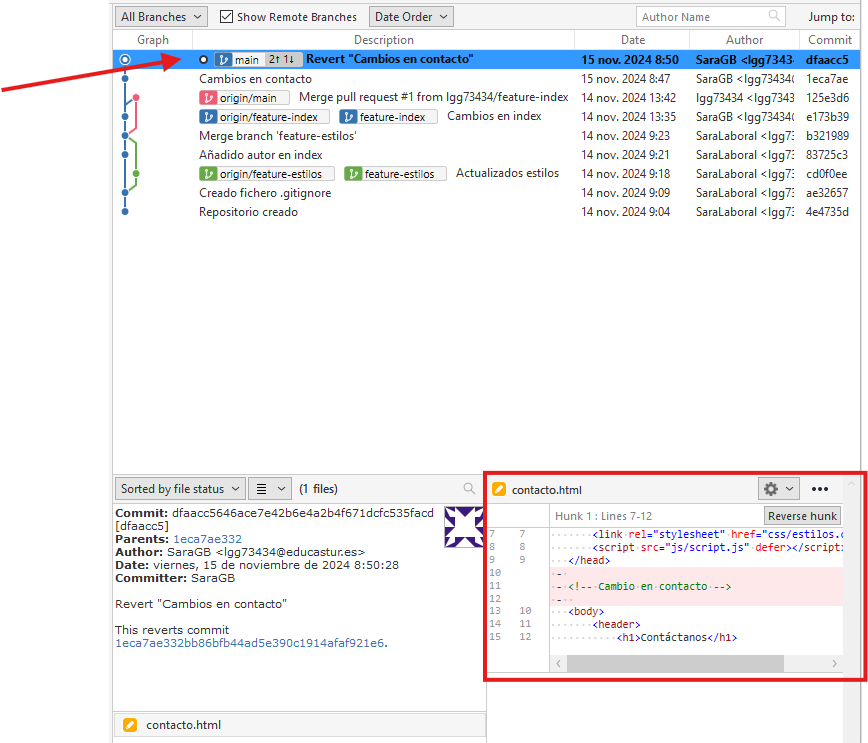 All Branches Show Remote Branches Date Order Author Name Jump to:
Graph Description Date Author Commit
main 2↑ 1↓ Revert "Cambios en contacto" 15 nov. 2024 8:50 SaraGB <lgg73434 dfaacc5
Cambios en contacto 15 nov. 2024 8:47 SaraGB <lgg73434 1eca7ae
origin/main Merge pull request #1 from lgg73434/feature-index 14 nov. 2024 13:42 lgg73434 <lgg7343 125e3d6
origin/feature-index feature-index Cambios en index 14 nov. 2024 13:35 SaraGB <lgg73434 e173b39
Merge branch 'feature-estilos' 14 nov. 2024 9:23 SaraLaboral <lgg73 b321989
Añadido autor en index 14 nov. 2024 9:21 SaraLaboral <lgg73 83725c3
origin/feature-estilos feature-estilos Actualizados estilos 14 nov. 2024 9:18 SaraLaboral <lgg73 cd0f0ee
Creado fichero .gitignore 14 nov. 2024 9:09 SaraLaboral <lgg73 ae32657
Repositorio creado 14 nov. 2024 9:04 SaraLaboral <lgg73 4e4735d
Sorted by file status (1 files)
Commit: dfaacc5646ace7e42b6e4a2b4f671dcfc535facd
[dfaacc5]
Parents: 1eca7ae332
Author: SaraGB <lgg73434@educastur.es>
Date: viernes, 15 de noviembre de 2024 8:50:28
Committer: SaraGB
Revert "Cambios en contacto"
This reverts commit
1eca7ae332bb86bfb44ad5e390c1914afaf921e6.
contacto.html
contacto.html
Hunk 1 : Lines 7-12 Reverse hunk
7 7 <link rel="stylesheet" href="css/estilos.c
8 8 <script src="js/script.js" defer></script
9 9 </head>
10 -
11 - <!-- Cambio en contacto -->
12 -
13 10 <body>
14 11 <header>
15 12 <h1>Contáctanos</h1>